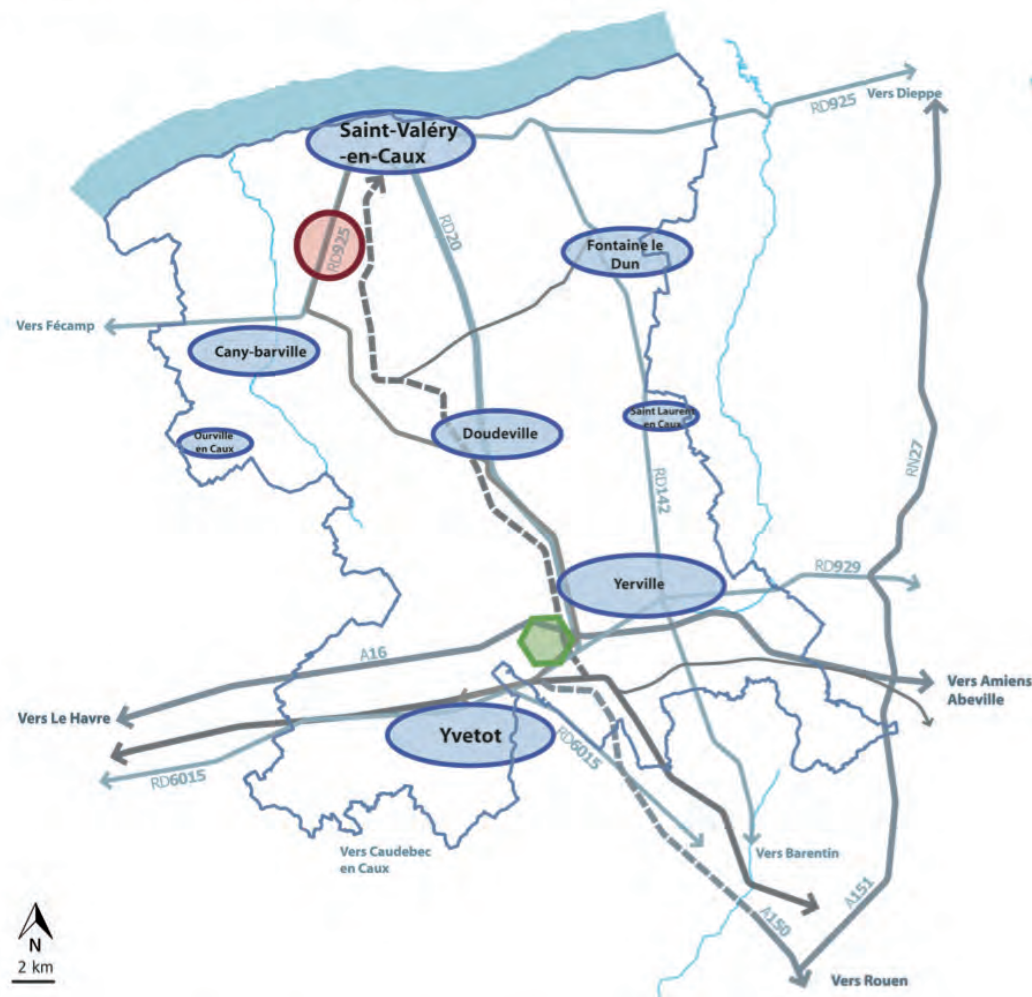 RD925
Vers Dieppe
Saint-Valéry
-en-Caux
RD925
RD20
Fontaine le
Dun
Vers Fécamp
Cany-barville
Ourville
en Caux
Doudeville
Saint Laurent
en Caux
RD142
RN27
Yerville
RD929
A16
Vers Le Havre
Vers Amiens
Abeville
Yvetot
RD6015
RD6015
Vers Caudebec
en Caux
Vers Barentin
A150
A151
N
2 km
Vers Rouen